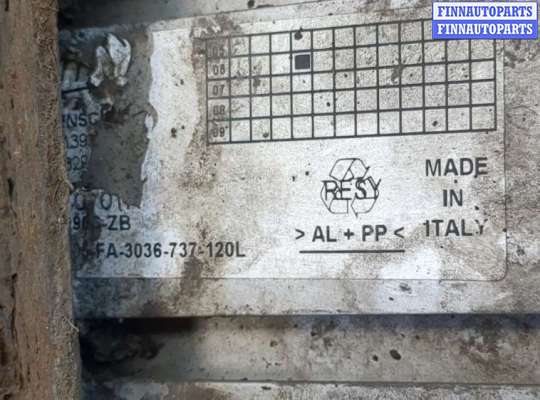 FINNAUTOPARTS
FINNAUTOPARTS
05
06
07
08
09
RESY
> AL + PP <
MADE
IN
ITALY
-ZB
FA-3036-737-120L